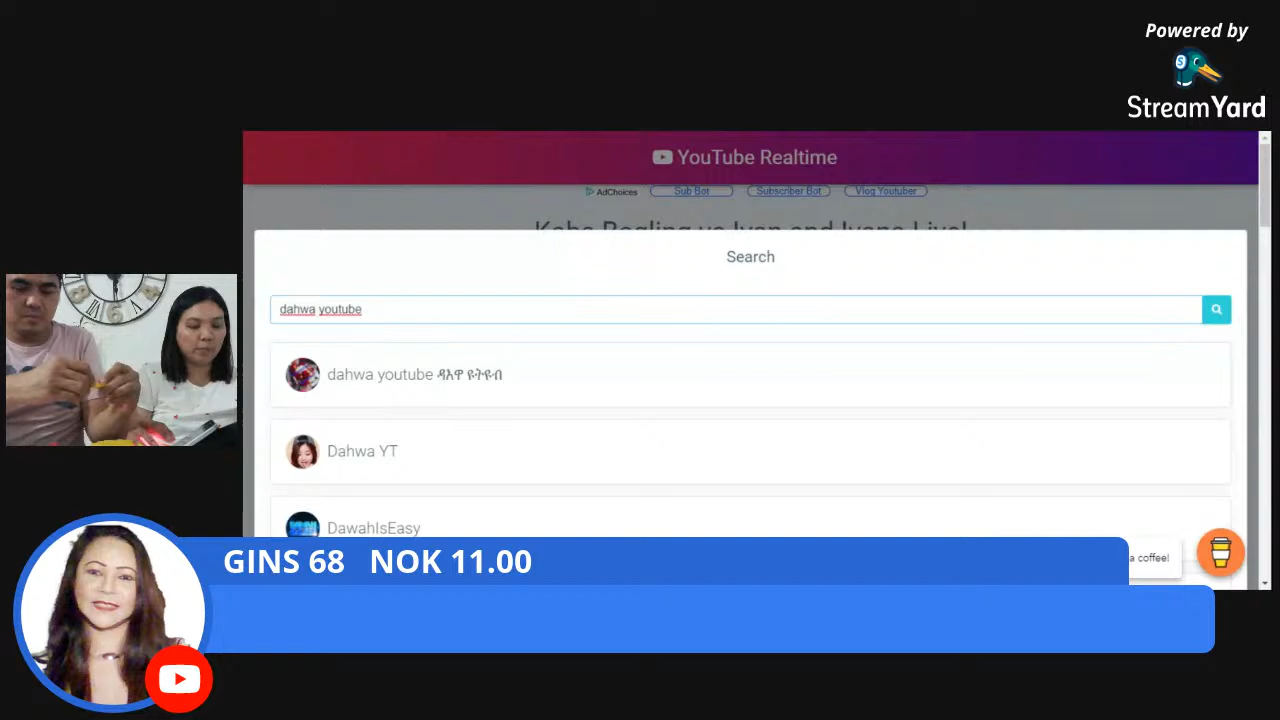 Powered by
StreamYard
YouTube Realtime
AdChoices
Sub Bot
Subscriber Bot
Vlog Youtuber
Search
dahwa youtube
dahwa youtube ዳእዋ ዩትዩብ
Dahwa YT
DawahIsEasy
GINS 68 NOK 11.00
a coffee!